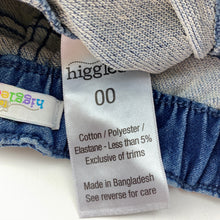 higgle
00
Cotton / Polyester /
Elastane - Less than 5%
Exclusive of trims
Made in Bangladesh
See reverse for care